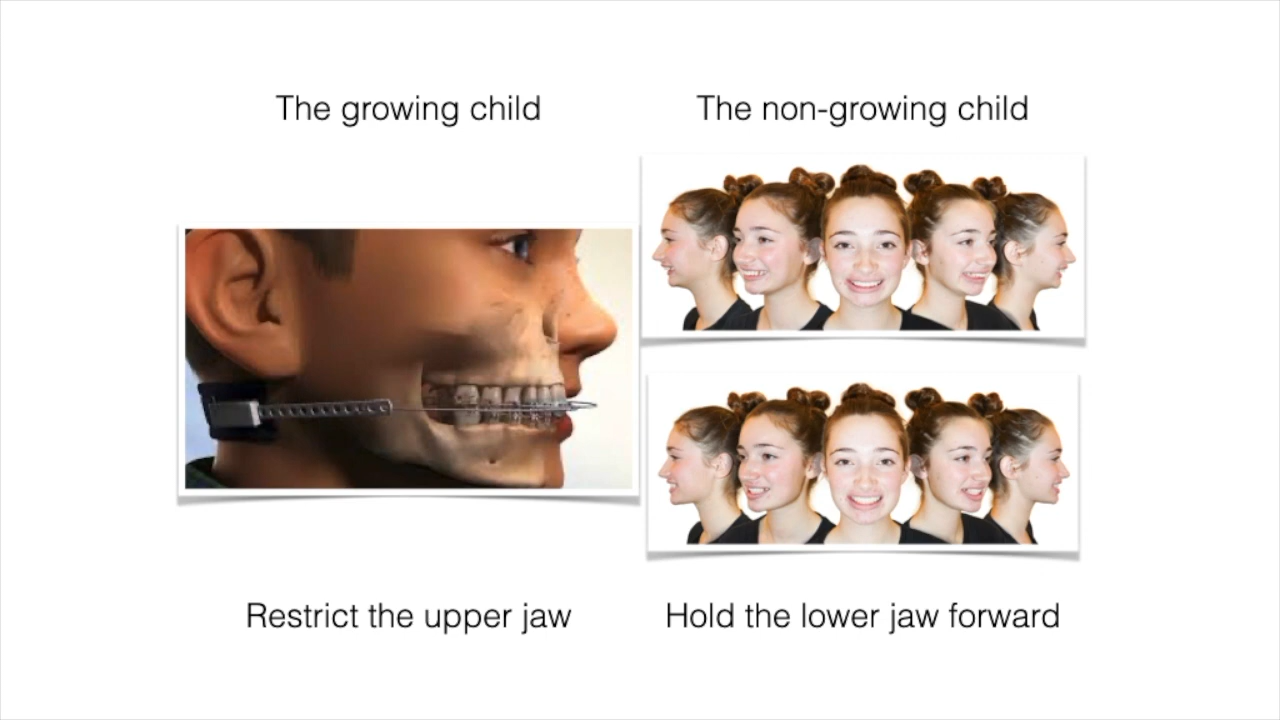 The growing child
The non-growing child
Restrict the upper jaw
Hold the lower jaw forward